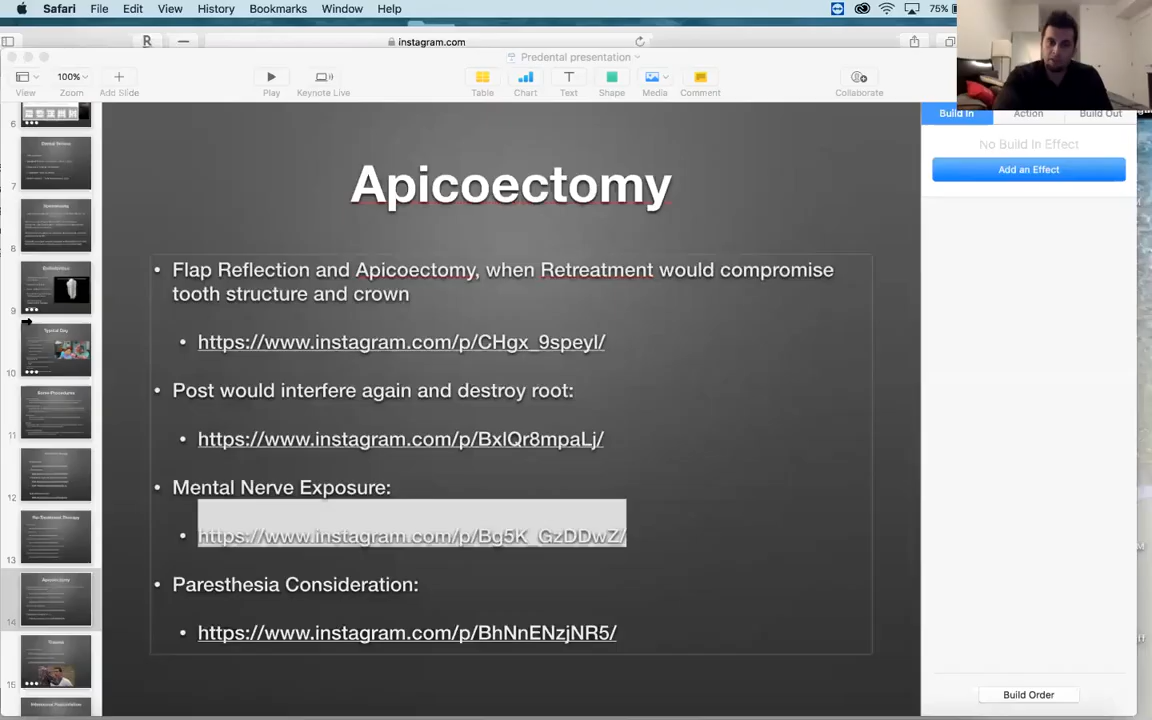 Safari File Edit View History Bookmarks Window Help 75%
instagram.com
Predental presentation
100%
View Zoom Add Slide Play Keynote Live Table Chart Text Shape Media Comment Collaborate
Build In Action Build Out
No Build In Effect
Add an Effect
Apicoectomy
• Flap Reflection and Apicoectomy, when Retreatment would compromise
tooth structure and crown
• https://www.instagram.com/p/CHgx_9speyl/
• Post would interfere again and destroy root:
• https://www.instagram.com/p/BxlQr8mpaLj/
• Mental Nerve Exposure:
• https://www.instagram.com/p/Bg5K_GzDDwZ/
• Paresthesia Consideration:
• https://www.instagram.com/p/BhNnENzjNR5/
6
7
8
9
Typical Day
10
11
12
13
Apicoectomy
14
Trauma
15
Build Order